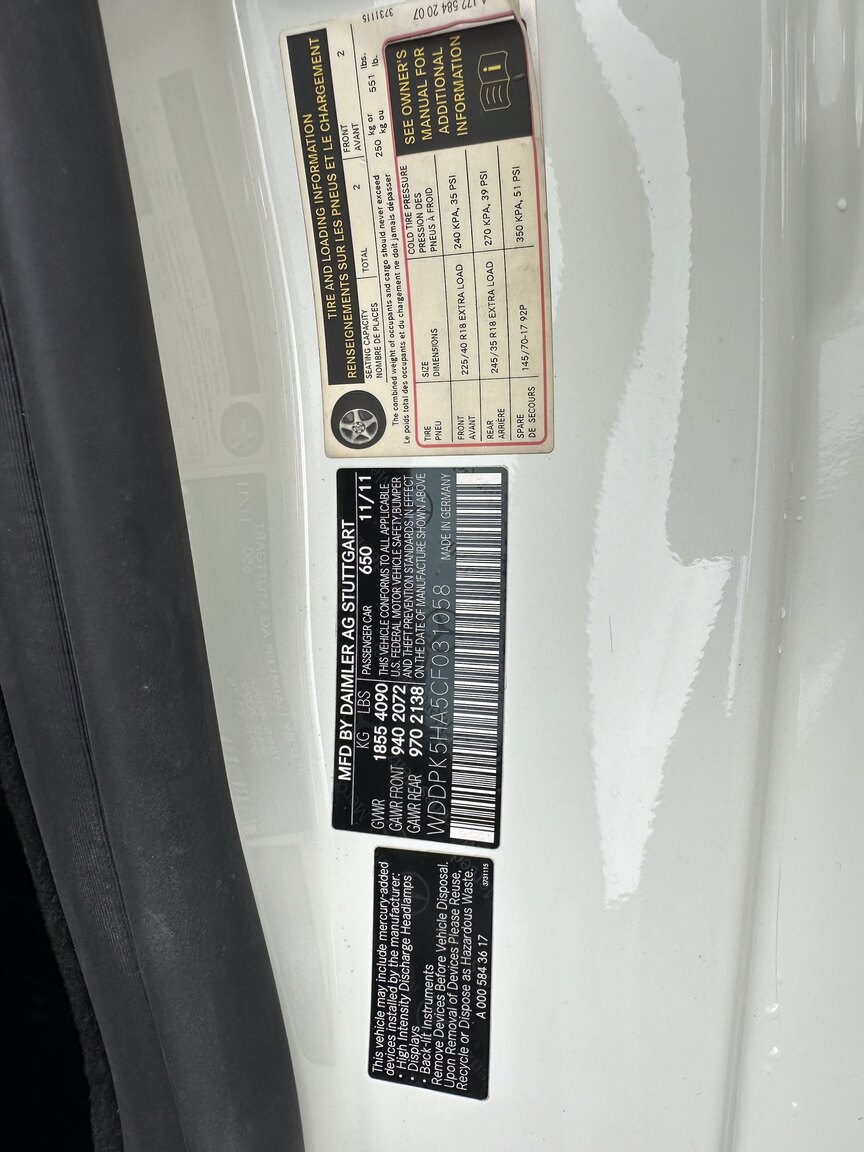 3731115
A 172 584 20 07
TIRE AND LOADING INFORMATION
RENSEIGNEMENTS SUR LES PNEUS ET LE CHARGEMENT
SEATING CAPACITY
NOMBRE DE PLACES
TOTAL 2
FRONT
AVANT
2
The combined weight of occupants and cargo should never exceed 250 kg or 551 lbs.
Le poids total des occupants et du chargement ne doit jamais dépasser kg ou lb.
TIRE
PNEU
SIZE
DIMENSIONS
COLD TIRE PRESSURE
PRESSION DES
PNEUS À FROID
FRONT
AVANT
225/40 R18 EXTRA LOAD
240 KPA, 35 PSI
REAR
ARRIÈRE
245/35 R18 EXTRA LOAD
270 KPA, 39 PSI
SPARE
DE SECOURS
145/70-17 92P
350 KPA, 51 PSI
SEE OWNER'S
MANUAL FOR
ADDITIONAL
INFORMATION
MFD BY DAIMLER AG STUTTGART
KG LBS
PASSENGER CAR 650 11/11
GVWR 1855 4090
GAWR FRONT 940 2072
GAWR REAR 970 2138
THIS VEHICLE CONFORMS TO ALL APPLICABLE
U.S. FEDERAL MOTOR VEHICLE SAFETY, BUMPER
AND THEFT PREVENTION STANDARDS IN EFFECT
ON THE DATE OF MANUFACTURE SHOWN ABOVE
WDDPK5HA5CF031058
MADE IN GERMANY
This vehicle may include mercury-added
devices installed by the manufacturer:
• High Intensity Discharge Headlamps
• Displays
• Back-lit Instruments
Remove Devices Before Vehicle Disposal.
Upon Removal of Devices Please Reuse,
Recycle or Dispose as Hazardous Waste.
A 000 584 36 17
3731115